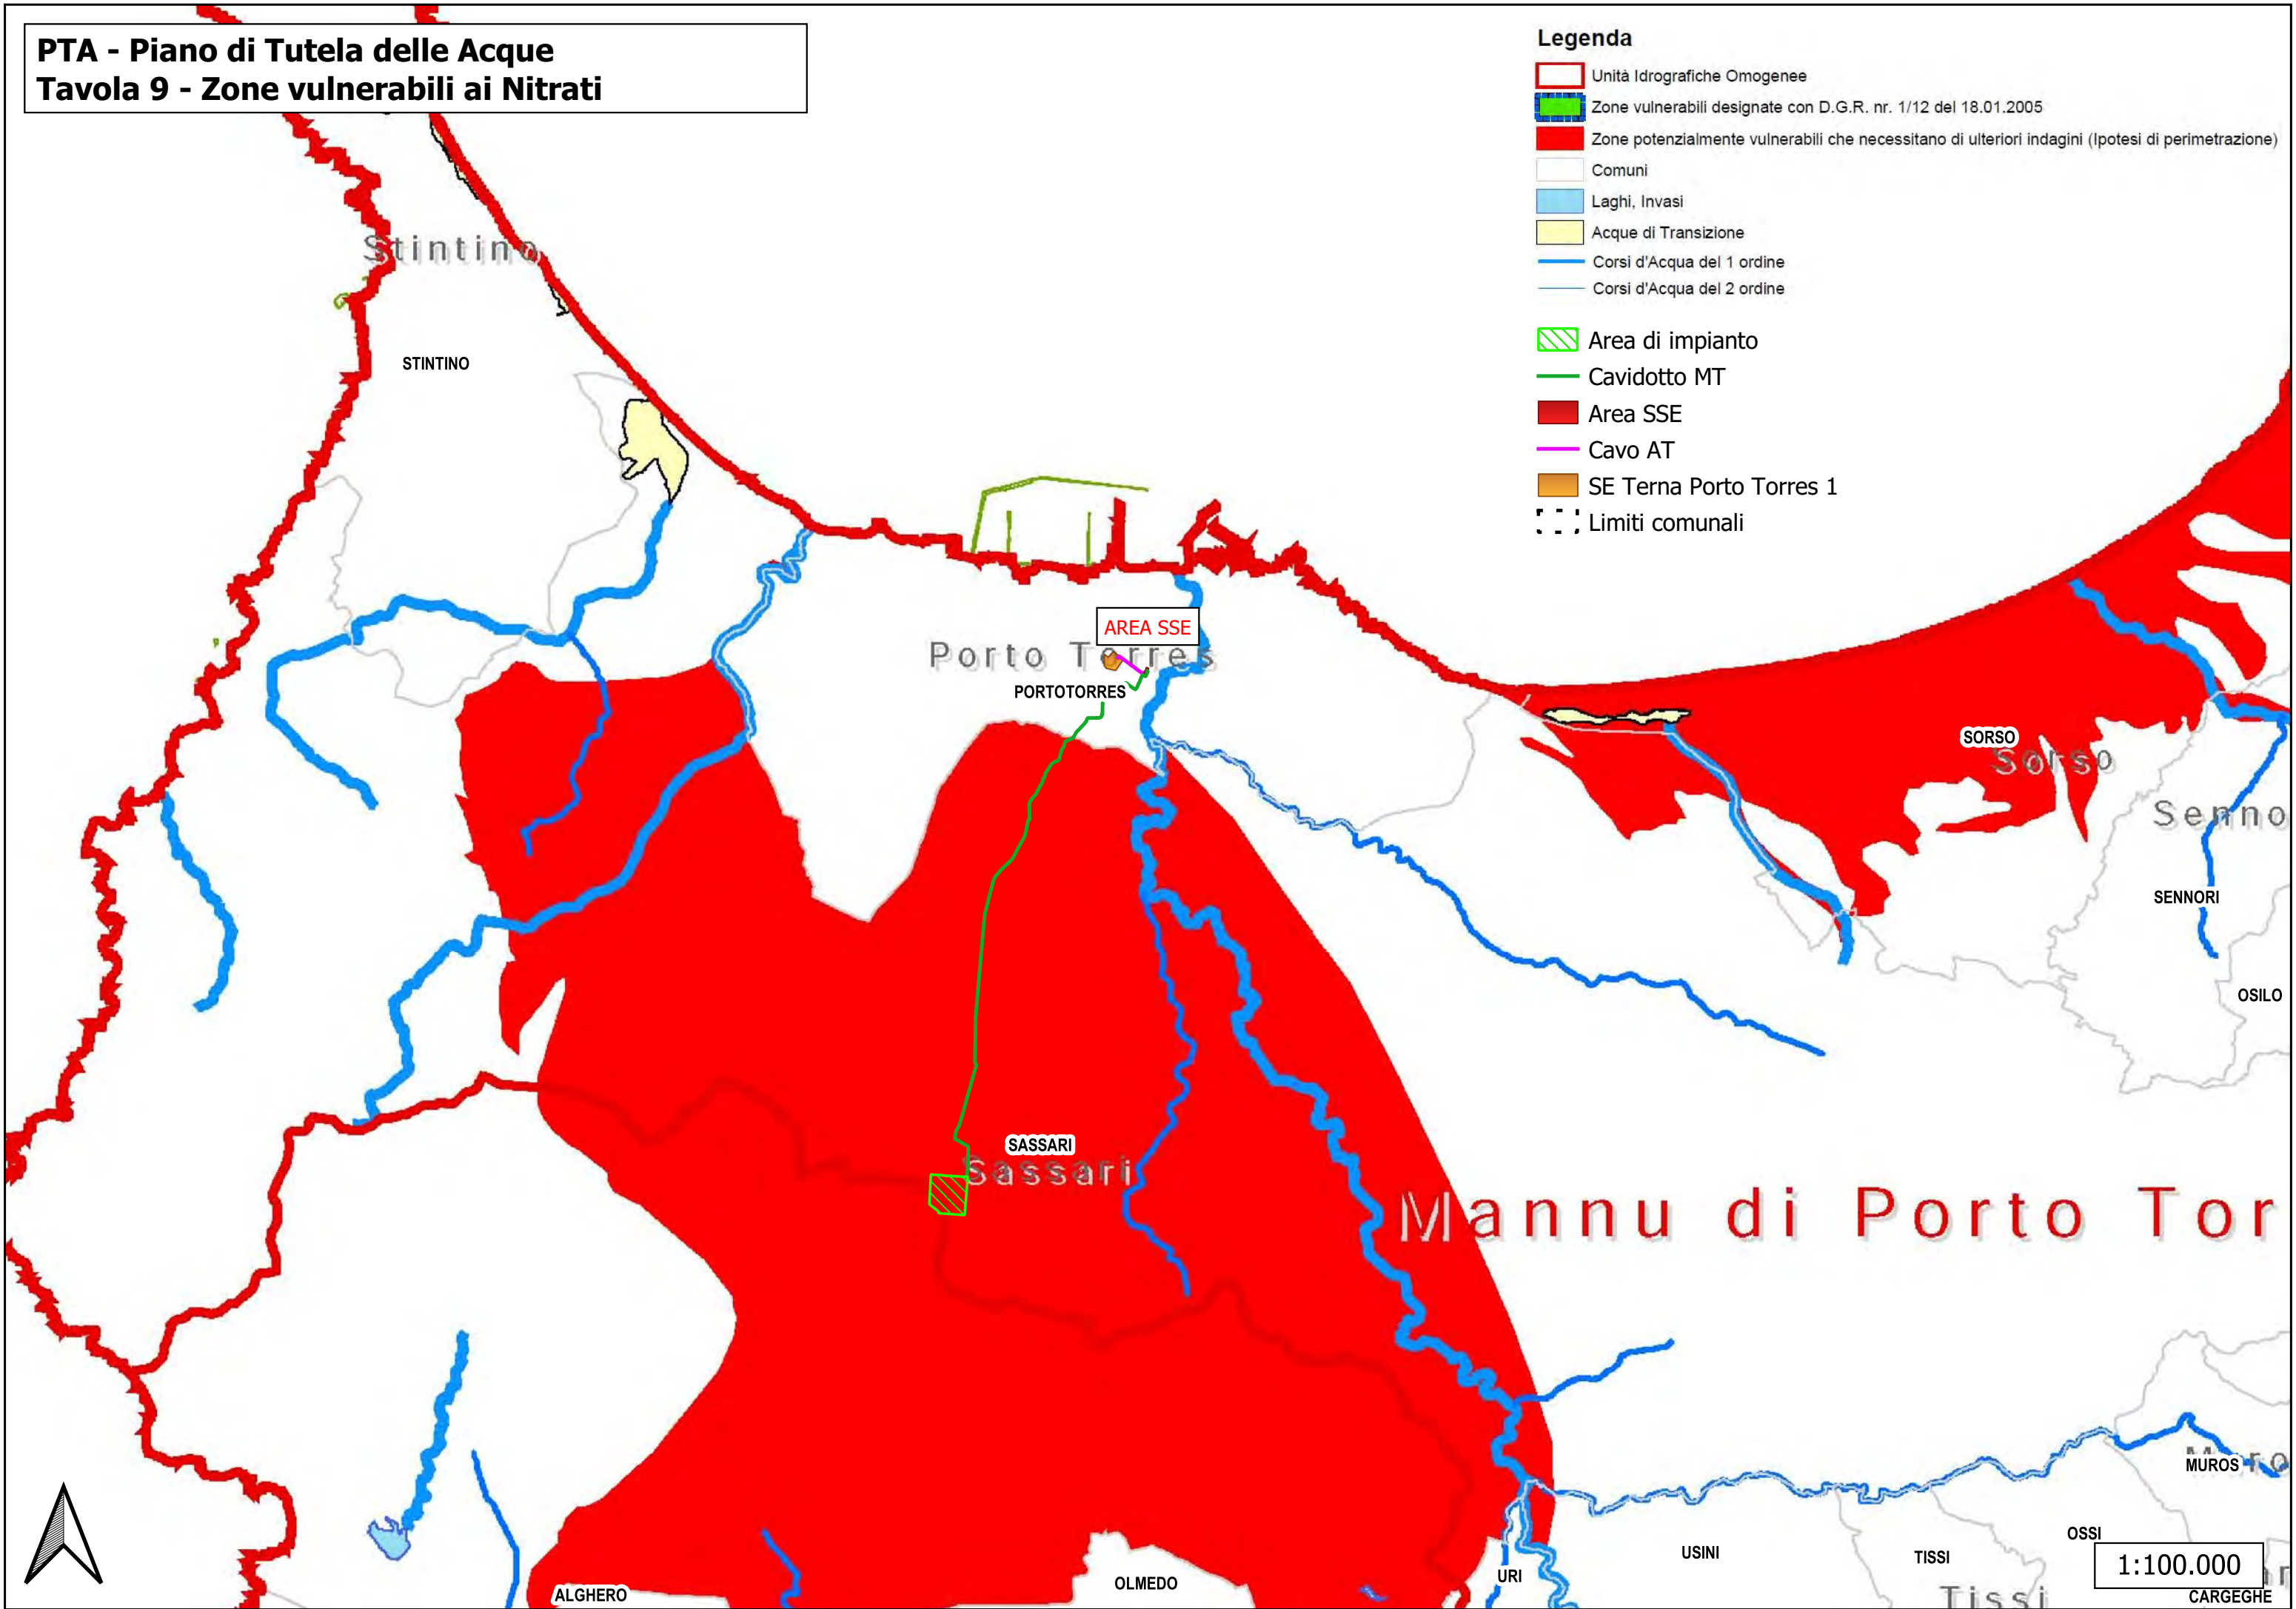 PTA - Piano di Tutela delle Acque
Tavola 9 - Zone vulnerabili ai Nitrati
Legenda
Unità Idrografiche Omogenee
Zone vulnerabili designate con D.G.R. nr. 1/12 del 18.01.2005
Zone potenzialmente vulnerabili che necessitano di ulteriori indagini (Ipotesi di perimetrazione)
Comuni
Laghi, Invasi
Acque di Transizione
Corsi d'Acqua del 1 ordine
Corsi d'Acqua del 2 ordine
Area di impianto
Cavidotto MT
Area SSE
Cavo AT
SE Terna Porto Torres 1
Limiti comunali
Stintino
STINTINO
AREA SSE
Porto Torres
PORTOTORRES
SORSO
Sorso
Senno
SENNORI
OSILO
SASSARI
Sassari
Mannu di Porto Tor
MUROS
OSSI
USINI
TISSI
1:100.000
URI
OLMEDO
ALGHERO
Tissi
CARGEGHE